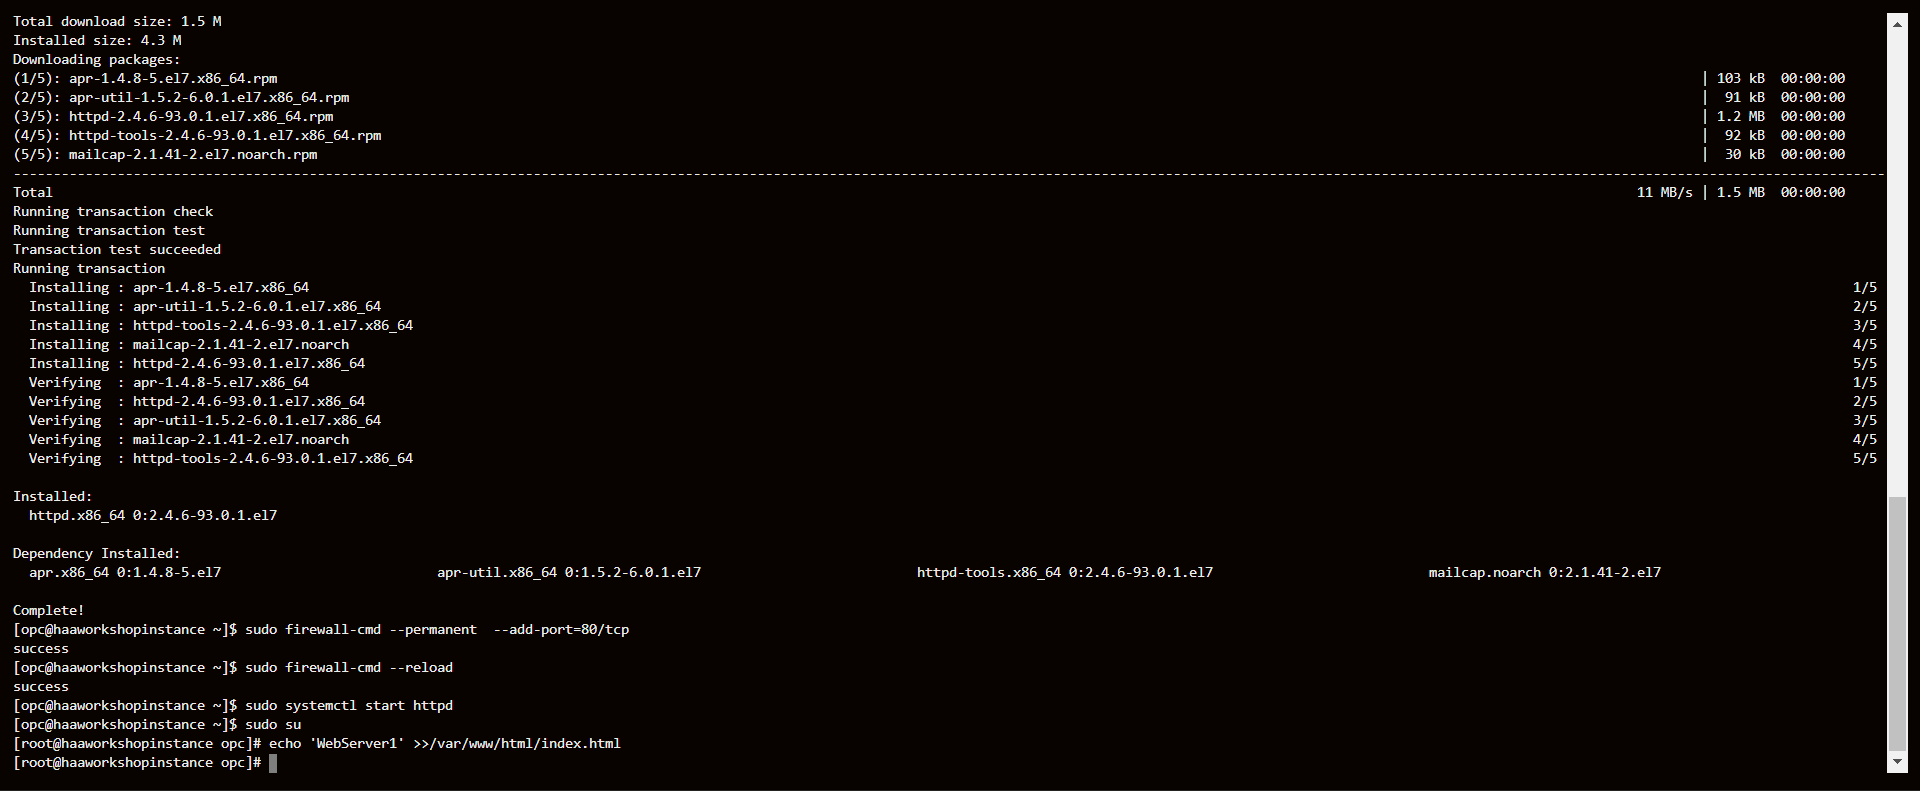 Total download size: 1.5 M
Installed size: 4.3 M
Downloading packages:
(1/5): apr-1.4.8-5.el7.x86_64.rpm | 103 kB 00:00:00
(2/5): apr-util-1.5.2-6.0.1.el7.x86_64.rpm | 91 kB 00:00:00
(3/5): httpd-2.4.6-93.0.1.el7.x86_64.rpm | 1.2 MB 00:00:00
(4/5): httpd-tools-2.4.6-93.0.1.el7.x86_64.rpm | 92 kB 00:00:00
(5/5): mailcap-2.1.41-2.el7.noarch.rpm | 30 kB 00:00:00
--------------------------------------------------------------------------------
Total 11 MB/s | 1.5 MB 00:00:00
Running transaction check
Running transaction test
Transaction test succeeded
Running transaction
  Installing : apr-1.4.8-5.el7.x86_64 1/5
  Installing : apr-util-1.5.2-6.0.1.el7.x86_64 2/5
  Installing : httpd-tools-2.4.6-93.0.1.el7.x86_64 3/5
  Installing : mailcap-2.1.41-2.el7.noarch 4/5
  Installing : httpd-2.4.6-93.0.1.el7.x86_64 5/5
  Verifying  : apr-1.4.8-5.el7.x86_64 1/5
  Verifying  : httpd-2.4.6-93.0.1.el7.x86_64 2/5
  Verifying  : apr-util-1.5.2-6.0.1.el7.x86_64 3/5
  Verifying  : mailcap-2.1.41-2.el7.noarch 4/5
  Verifying  : httpd-tools-2.4.6-93.0.1.el7.x86_64 5/5

Installed:
  httpd.x86_64 0:2.4.6-93.0.1.el7

Dependency Installed:
  apr.x86_64 0:1.4.8-5.el7 apr-util.x86_64 0:1.5.2-6.0.1.el7 httpd-tools.x86_64 0:2.4.6-93.0.1.el7 mailcap.noarch 0:2.1.41-2.el7

Complete!
[opc@haaworkshopinstance ~]$ sudo firewall-cmd --permanent  --add-port=80/tcp
success
[opc@haaworkshopinstance ~]$ sudo firewall-cmd --reload
success
[opc@haaworkshopinstance ~]$ sudo systemctl start httpd
[opc@haaworkshopinstance ~]$ sudo su
[root@haaworkshopinstance opc]# echo 'WebServer1' >>/var/www/html/index.html
[root@haaworkshopinstance opc]#